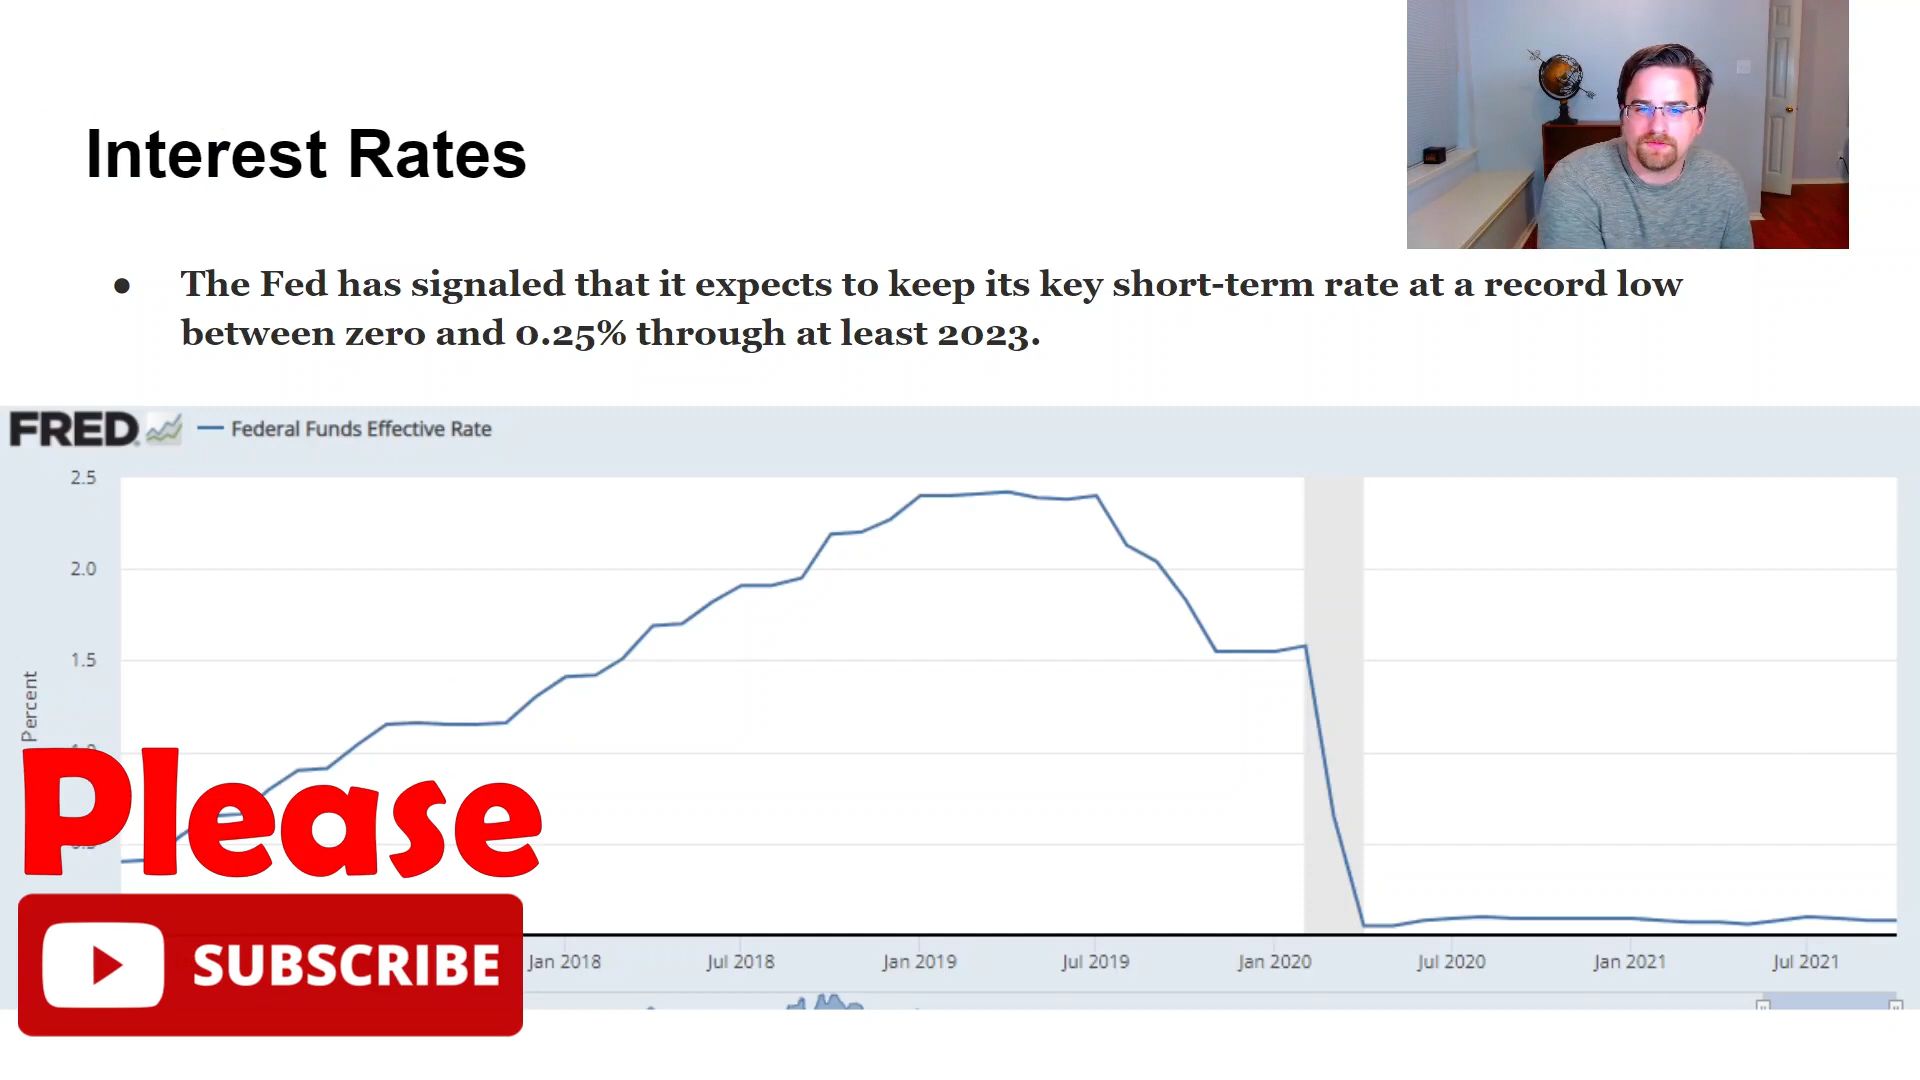 Interest Rates
● The Fed has signaled that it expects to keep its key short-term rate at a record low
between zero and 0.25% through at least 2023.
FRED — Federal Funds Effective Rate
2.5
2.0
1.5
Percent
Please
SUBSCRIBE
Jan 2018 Jul 2018 Jan 2019 Jul 2019 Jan 2020 Jul 2020 Jan 2021 Jul 2021